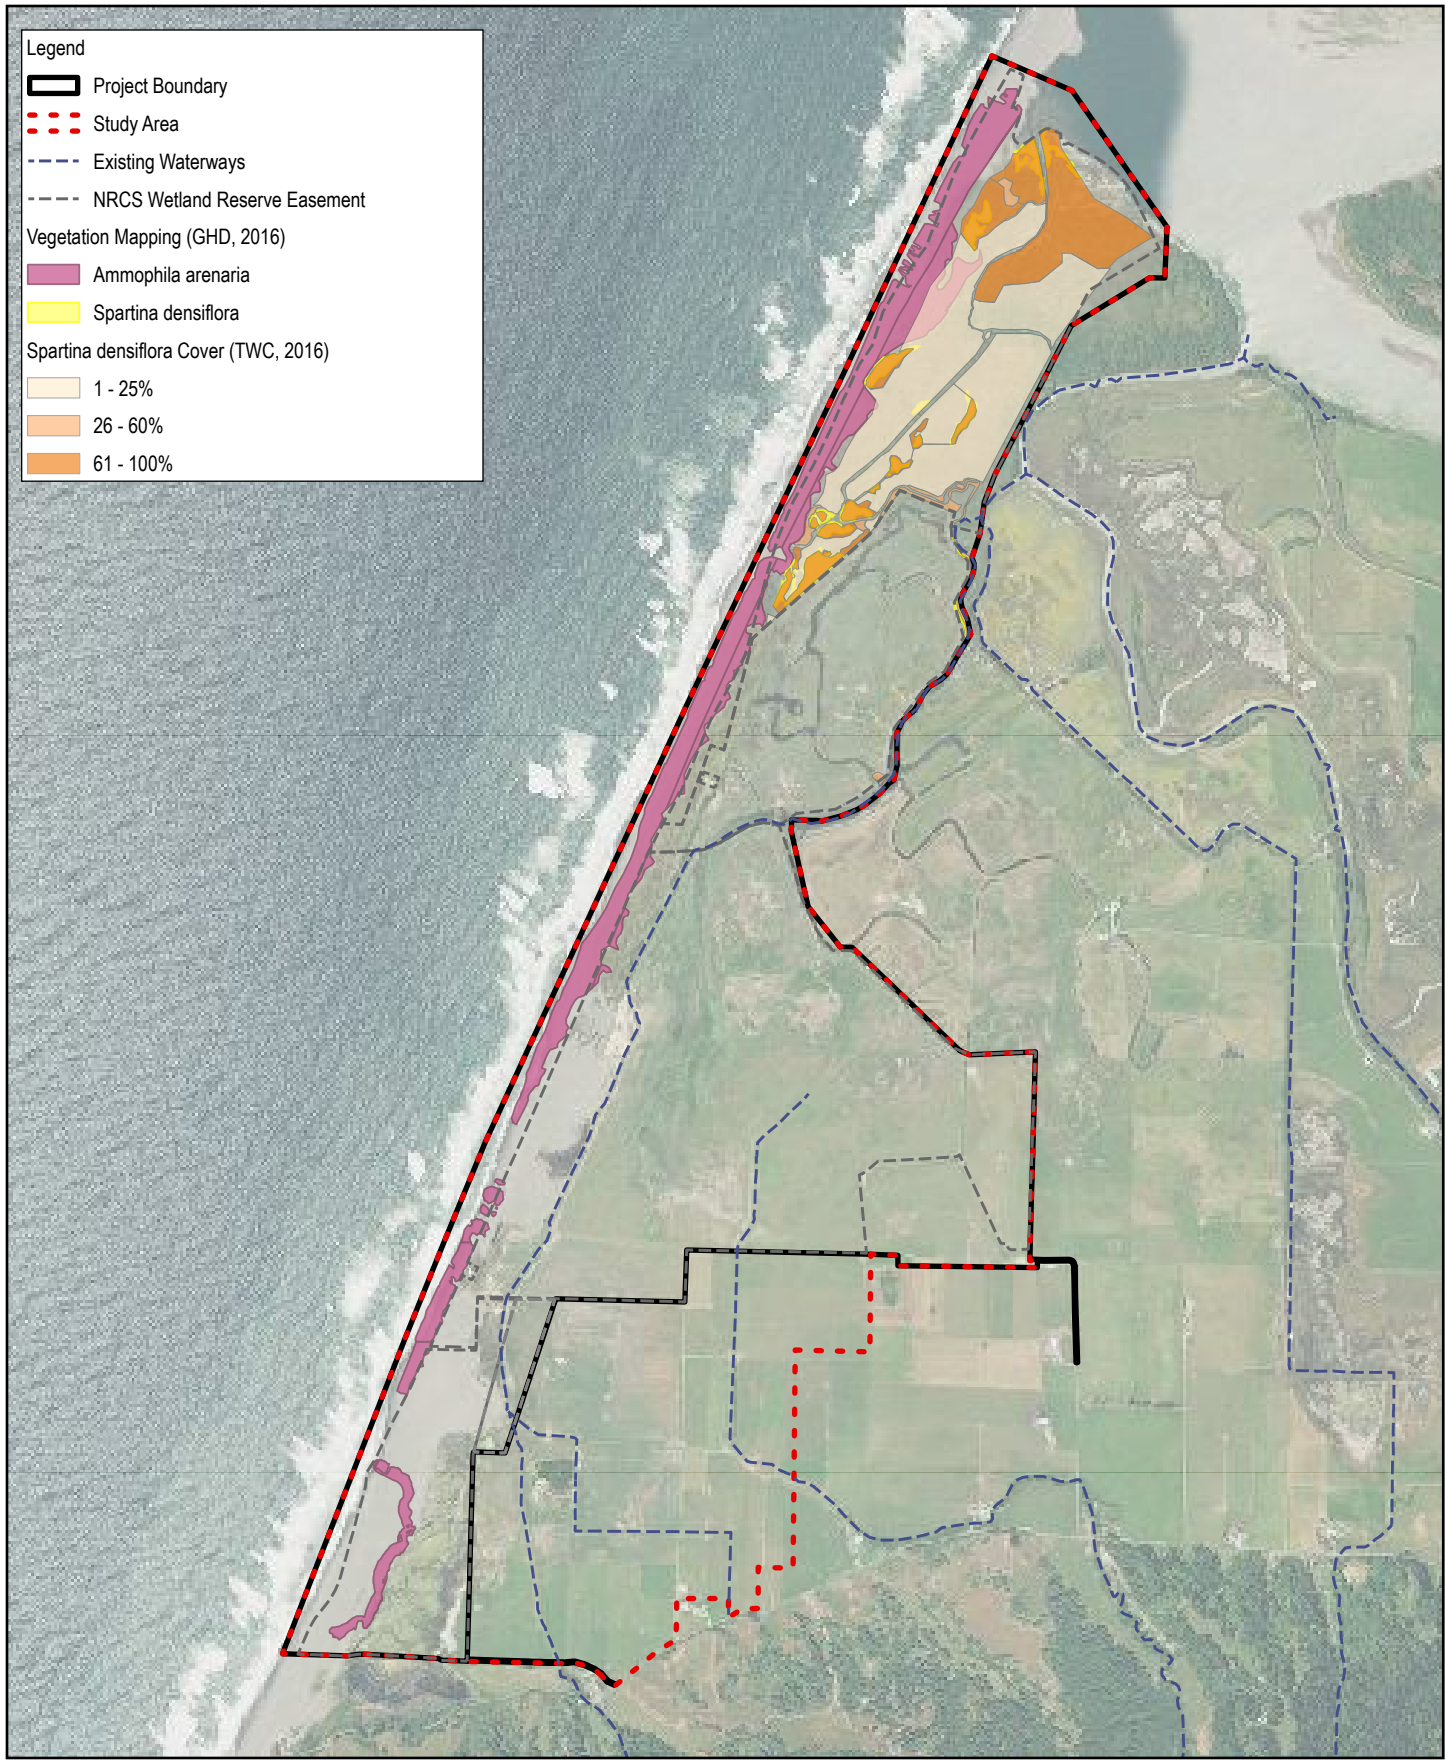 Legend
Project Boundary
Study Area
Existing Waterways
NRCS Wetland Reserve Easement
Vegetation Mapping (GHD, 2016)
Ammophila arenaria
Spartina densiflora
Spartina densiflora Cover (TWC, 2016)
1 - 25%
26 - 60%
61 - 100%